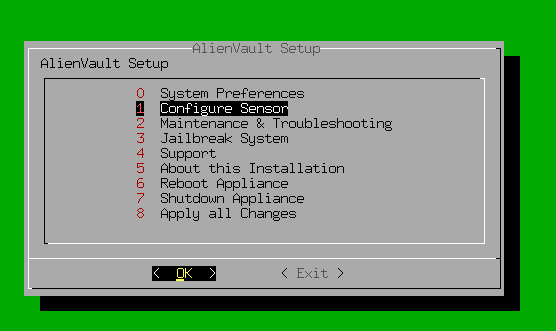 AlienVault Setup
AlienVault Setup
0 System Preferences
1 Configure Sensor
2 Maintenance & Troubleshooting
3 Jailbreak System
4 Support
5 About this Installation
6 Reboot Appliance
7 Shutdown Appliance
8 Apply all Changes
< OK > < Exit >